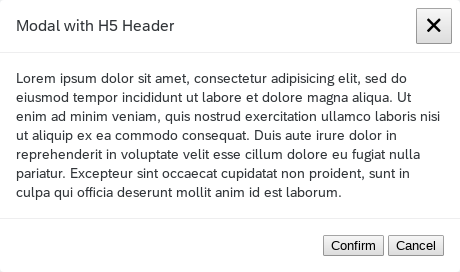 Modal with H5 Header
Lorem ipsum dolor sit amet, consectetur adipisicing elit, sed do
eiusmod tempor incididunt ut labore et dolore magna aliqua. Ut
enim ad minim veniam, quis nostrud exercitation ullamco laboris nisi
ut aliquip ex ea commodo consequat. Duis aute irure dolor in
reprehenderit in voluptate velit esse cillum dolore eu fugiat nulla
pariatur. Excepteur sint occaecat cupidatat non proident, sunt in
culpa qui officia deserunt mollit anim id est laborum.
Confirm Cancel